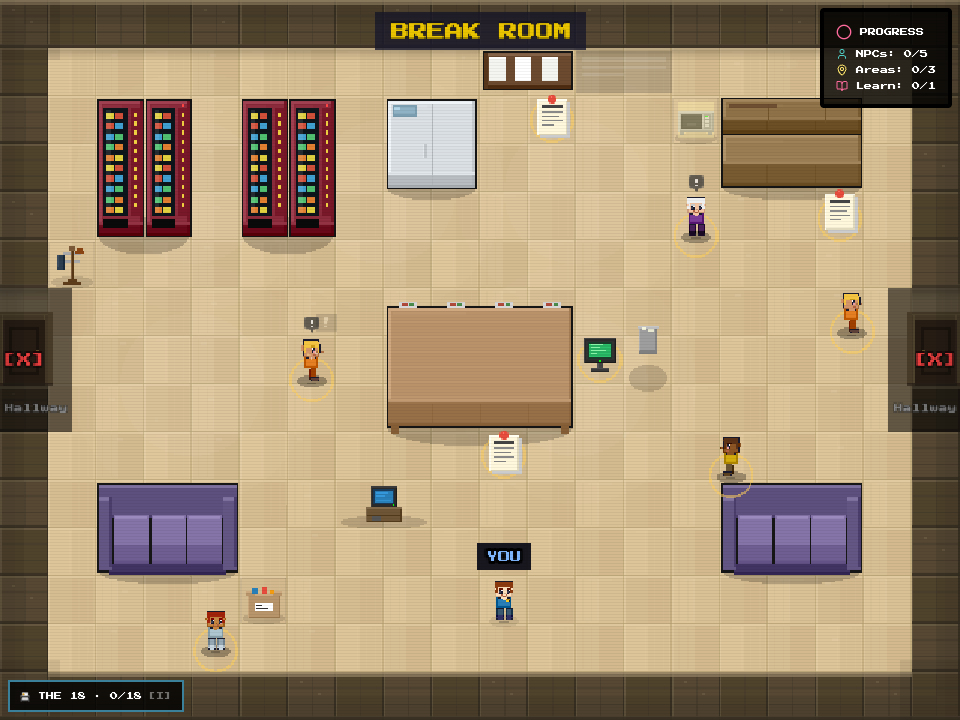 BREAK ROOM
PROGRESS
NPCs: 0/5
Areas: 0/3
Learn: 0/1
!
!
[X]
Hallway
[X]
Hallway
YOU
THE 18 · 0/18 [I]